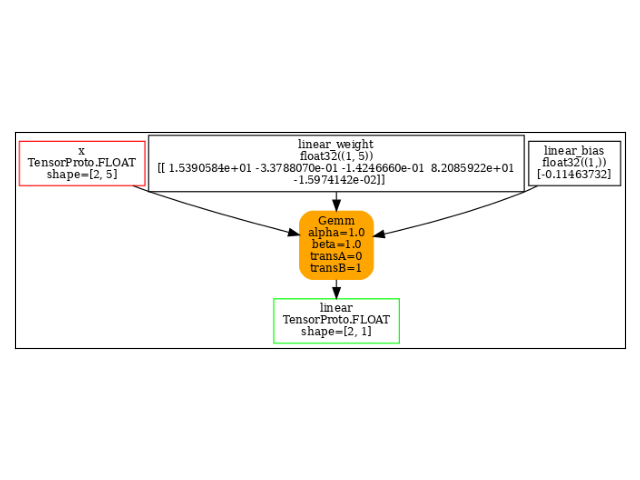 x
TensorProto.FLOAT
shape=[2, 5]
linear_weight
float32((1, 5))
[[ 1.5390584e+01 -3.3788070e-01 -1.4246660e-01  8.2085922e+01
-1.5974142e-02]]
linear_bias
float32((1,))
[-0.11463732]
Gemm
alpha=1.0
beta=1.0
transA=0
transB=1
linear
TensorProto.FLOAT
shape=[2, 1]